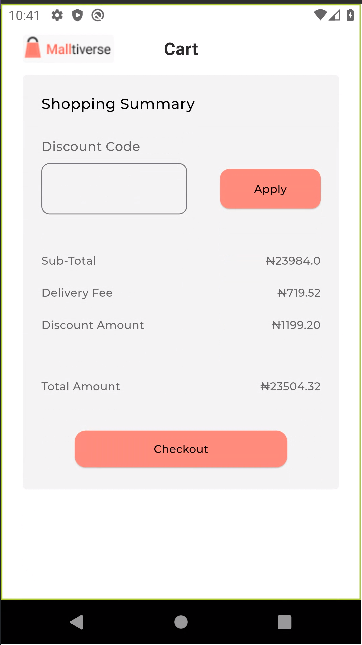 10:41
Malltiverse Cart
Shopping Summary
Discount Code
Apply
Sub-Total ₦23984.0
Delivery Fee ₦719.52
Discount Amount ₦1199.20
Total Amount ₦23504.32
Checkout